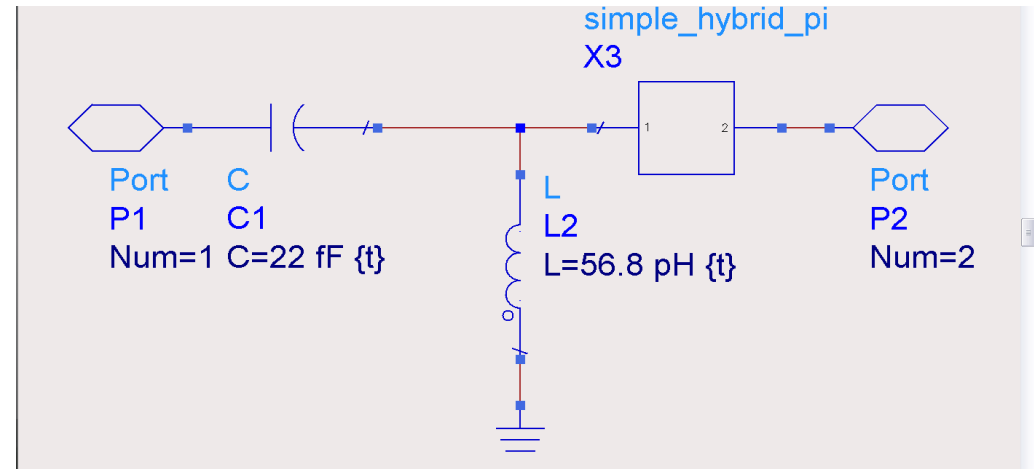 simple_hybrid_pi
X3
1 2
Port C
P1 C1
Num=1 C=22 fF {t}
L
L2
L=56.8 pH {t}
Port
P2
Num=2